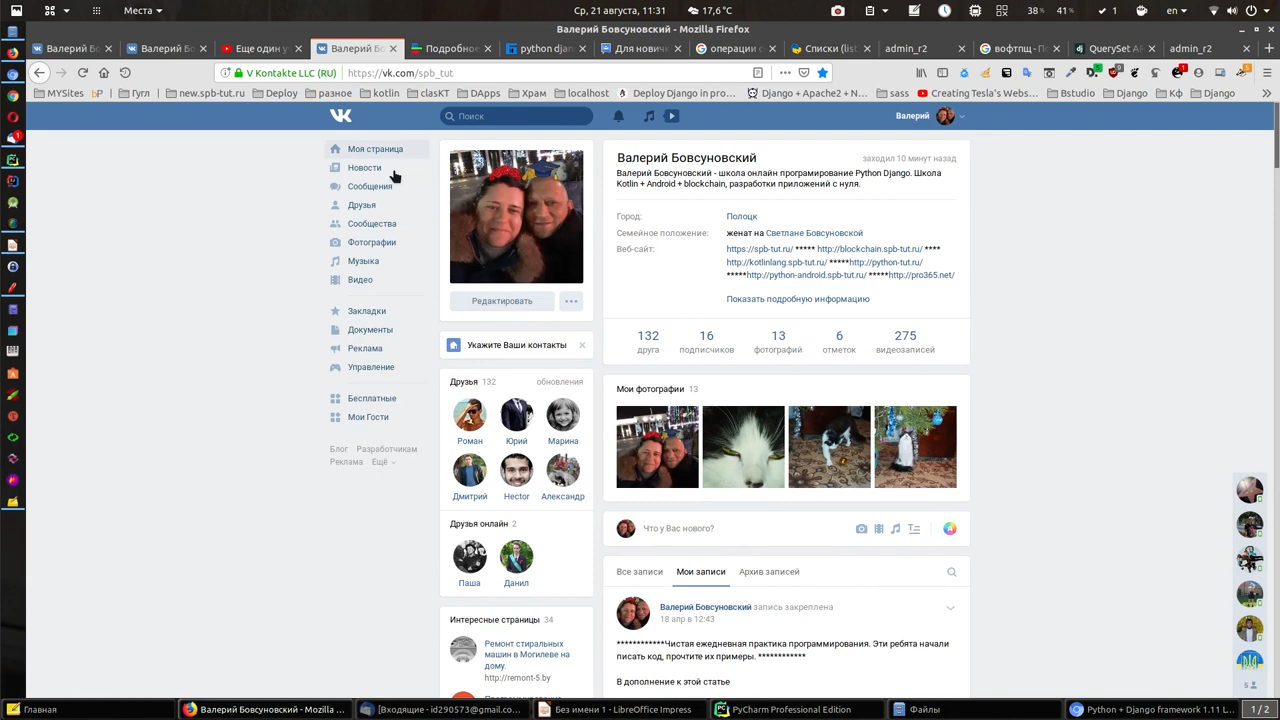 Места
Ср, 21 августа, 11:13
17,6°C
38%
41%
1
en
Валерий Бовсуновский - Mozilla Firefox
Валерий Бо
Валерий Бо
Еще один у
Валерий Бо
Подробное
python djan
Для новичк
операции с
Списки (list
admin_r2
вофтпщ - По
QuerySet AP
admin_r2
V Kontakte LLC (RU)
https://vk.com/spb_tut
MYSites
bP
Гугл
new.spb-tut.ru
Deploy
разное
kotlin
clasKT
DApps
Храм
localhost
Deploy Django in pro…
Django + Apache2 + N…
sass
Creating Tesla's Webs…
Bstudio
Django
Кф
Django
Поиск
Валерий
Моя страница
Новости
Сообщения
Друзья
Сообщества
Фотографии
Музыка
Видео
Закладки
Документы
Реклама
Управление
Бесплатные
Мои Гости
Блог Разработчикам
Реклама Ещё
Редактировать
Укажите Ваши контакты
Друзья 132
обновления
Роман
Юрий
Марина
Дмитрий
Hector
Александр
Друзья онлайн 2
Паша
Данил
Интересные страницы 34
Ремонт стиральных
машин в Могилеве на
дому.
http://remont-5.by
Валерий Бовсуновский
заходил 10 минут назад
Валерий Бовсуновский - школа онлайн програмирование Python Django. Школа
Kotlin + Android + blockchain, разработки приложений с нуля.
Город:
Полоцк
Семейное положение:
женат на Светлане Бовсуновской
Веб-сайт:
https://spb-tut.ru/ ***** http://blockchain.spb-tut.ru/ ****
http://kotlinlang.spb-tut.ru/ *****http://python-tut.ru/
*****http://python-android.spb-tut.ru/ *****http://pro365.net/
Показать подробную информацию
132
друга
16
подписчиков
13
фотографий
6
отметок
275
видеозаписей
Мои фотографии 13
Что у Вас нового?
Все записи
Мои записи
Архив записей
Валерий Бовсуновский запись закреплена
18 апр в 12:43
************Чистая ежедневная практика программирования. Эти ребята начали
писать код, прочтите их примеры. ************
В дополнение к этой статье
5
Главная
Валерий Бовсуновский - Mozilla …
[Входящие - id290573@gmail.co…
Без имени 1 - LibreOffice Impress
PyCharm Professional Edition
Файлы
Python + Django framework 1.11 L…
1 / 2